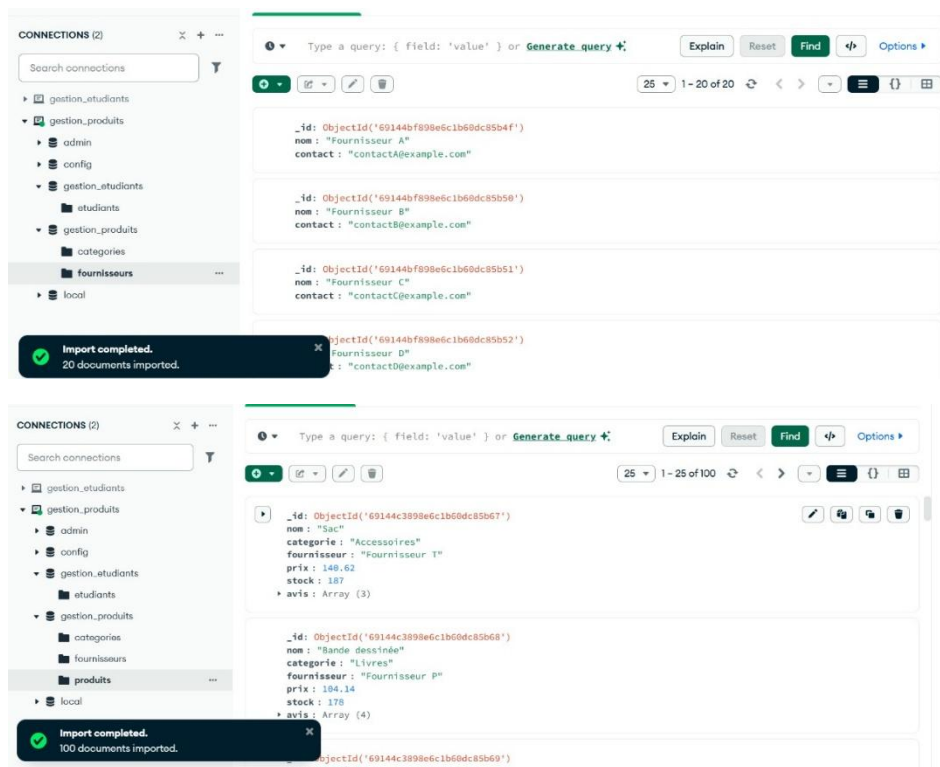 CONNECTIONS (2)
Search connections
gestion_etudiants
gestion_produits
admin
config
gestion_etudiants
etudiants
gestion_produits
categories
fournisseurs
local
Import completed.
20 documents imported.
Type a query: { field: 'value' } or Generate query
Explain Reset Find </> Options
25 1 – 20 of 20 {}
_id: ObjectId('69144bf898e6c1b60dc85b4f')
nom : "Fournisseur A"
contact : "contactA@example.com"
_id: ObjectId('69144bf898e6c1b60dc85b50')
nom : "Fournisseur B"
contact : "contactB@example.com"
_id: ObjectId('69144bf898e6c1b60dc85b51')
nom : "Fournisseur C"
contact : "contactC@example.com"
bjectId('69144bf898e6c1b60dc85b52')
Fournisseur D"
t : "contactD@example.com"
CONNECTIONS (2)
Search connections
gestion_etudiants
gestion_produits
admin
config
gestion_etudiants
etudiants
gestion_produits
categories
fournisseurs
produits
local
Import completed.
100 documents imported.
Type a query: { field: 'value' } or Generate query
Explain Reset Find </> Options
25 1 – 25 of 100 {}
_id: ObjectId('69144c3898e6c1b60dc85b67')
nom : "Sac"
categorie : "Accessoires"
fournisseur : "Fournisseur T"
prix : 140.62
stock : 187
avis : Array (3)
_id: ObjectId('69144c3898e6c1b60dc85b68')
nom : "Bande dessinée"
categorie : "Livres"
fournisseur : "Fournisseur P"
prix : 104.14
stock : 178
avis : Array (4)
bjectId('69144c3898e6c1b60dc85b69')